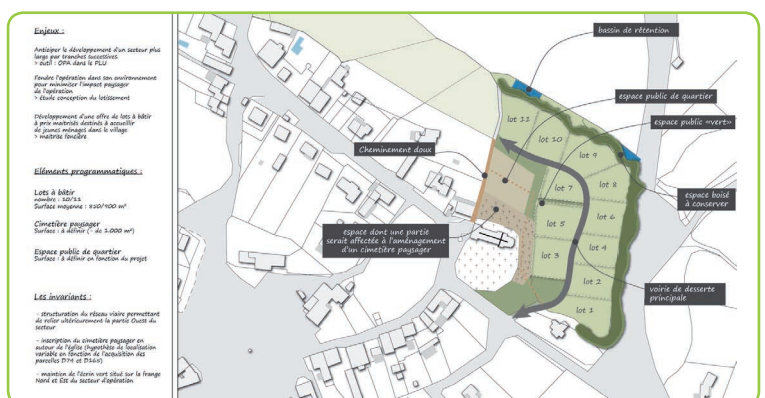 Enjeux :
Anticiper le développement d'un secteur plus
large par tranches successives.
> outil : OPA dans le PLU
Fondre l'opération dans son environnement
pour minimiser l'impact paysager
de l'opération
> étude conception du lotissement
Développement d'une offre de lots à bâtir
à prix maîtrisés destinés à accueillir
de jeunes ménages dans le village
> maîtrise foncière
Eléments programmatiques :
Lots à bâtir
nombre : 10/11
Surface moyenne : 850/900 m²
Cimetière paysager
Surface : à définir (- de 1.000 m²)
Espace public de quartier
Surface : à définir en fonction du projet
Les invariants :
- structuration du réseau viaire permettant
de relier ultérieurement la partie Ouest du
secteur
- inscription du cimetière paysager en
autour de l'église (hypothèse de localisation
variable en fonction de l'acquisition des
parcelles D74 et D165)
- maintien de l'écrin vert situé sur la frange
Nord et Est du secteur d'opération
bassin de rétention
espace public de quartier
espace public «vert»
Cheminement doux
espace boisé
à conserver
espace dont une partie
serait affectée à l'aménagement
d'un cimetière paysager
voirie de desserte
principale
lot 11
lot 10
lot 9
lot 8
lot 7
lot 6
lot 5
lot 4
lot 3
lot 2
lot 1